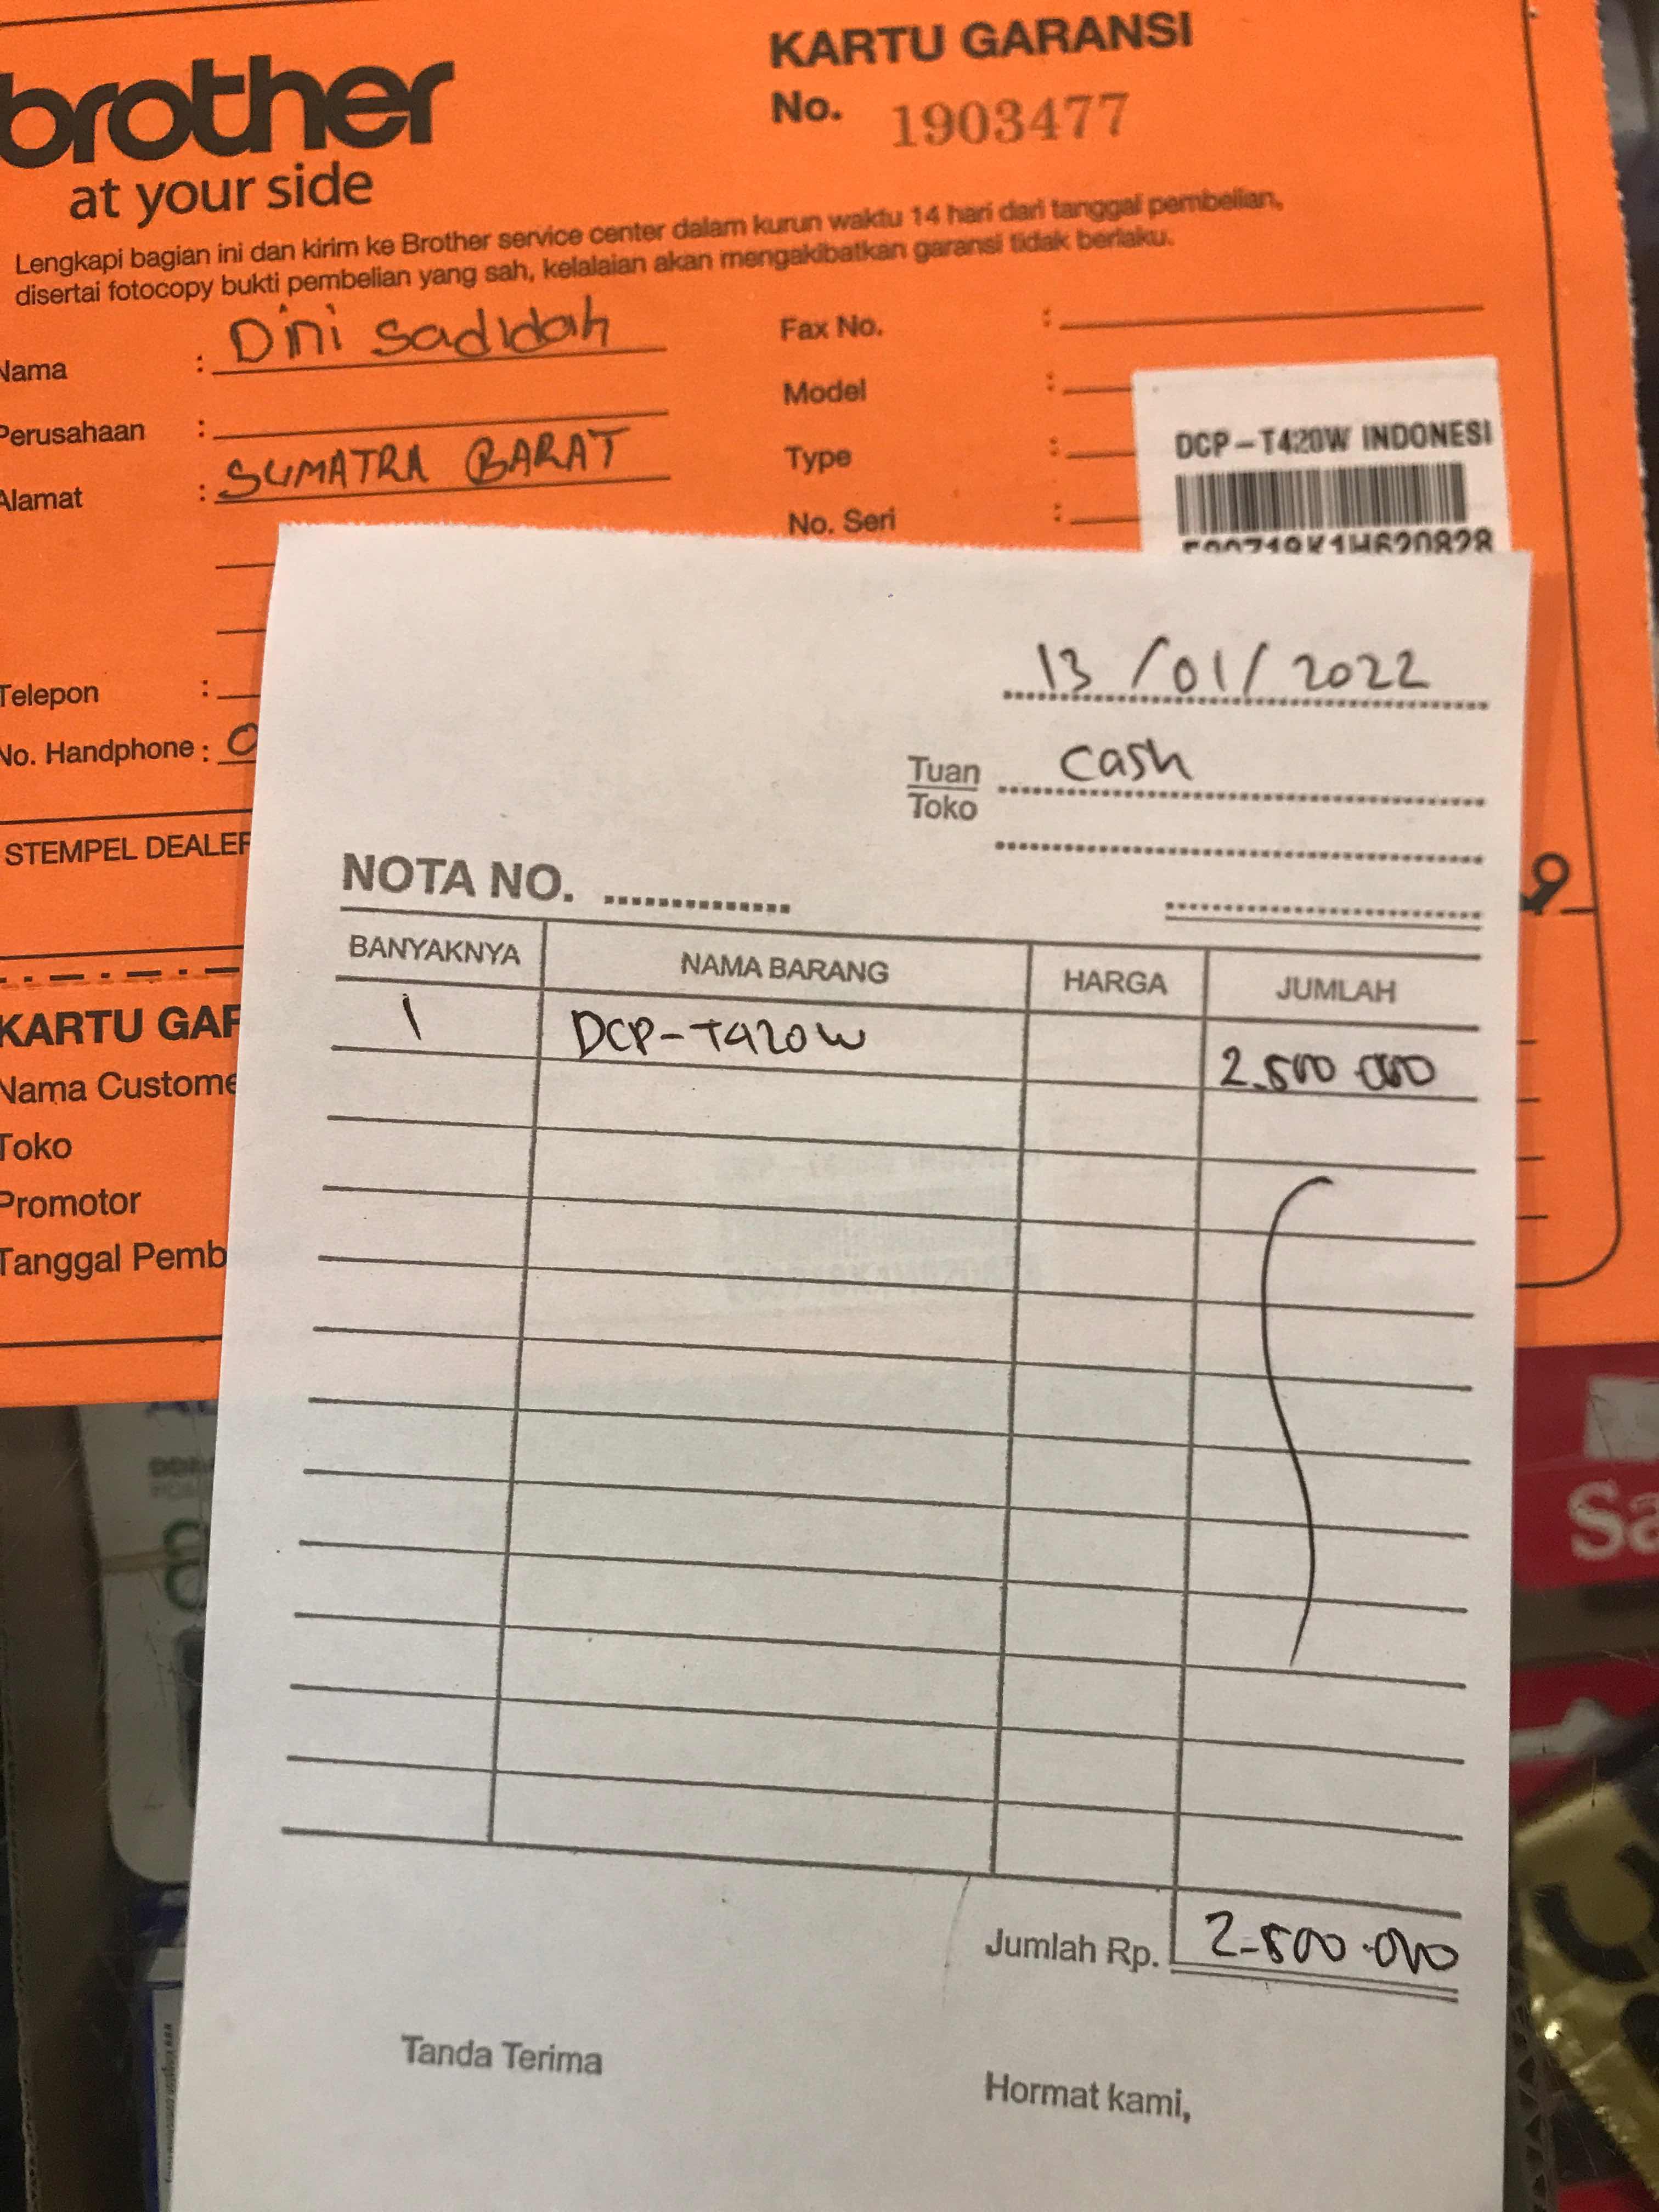 brother
at your side
KARTU GARANSI
No. 1903477
Lengkapi bagian ini dan kirim ke Brother service center dalam kurun waktu 14 hari dari tanggal pembelian,
disertai fotocopy bukti pembelian yang sah, kelalaian akan mengakibatkan garansi tidak berlaku.
Nama : Dini Sadidah
Perusahaan :
Alamat : SUMATRA BARAT
Telepon :
No. Handphone :
Fax No. :
Model :
Type :
No. Seri :
DCP-T420W INDONESI
STEMPEL DEALER
KARTU GAR
Nama Custome
Toko
Promotor
Tanggal Pemb
13/01/2022
Tuan Cash
Toko
NOTA NO.
BANYAKNYA NAMA BARANG HARGA JUMLAH
1 DCP-T420W 2.500.000
Jumlah Rp. 2.500.000
Tanda Terima
Hormat kami,
Sa